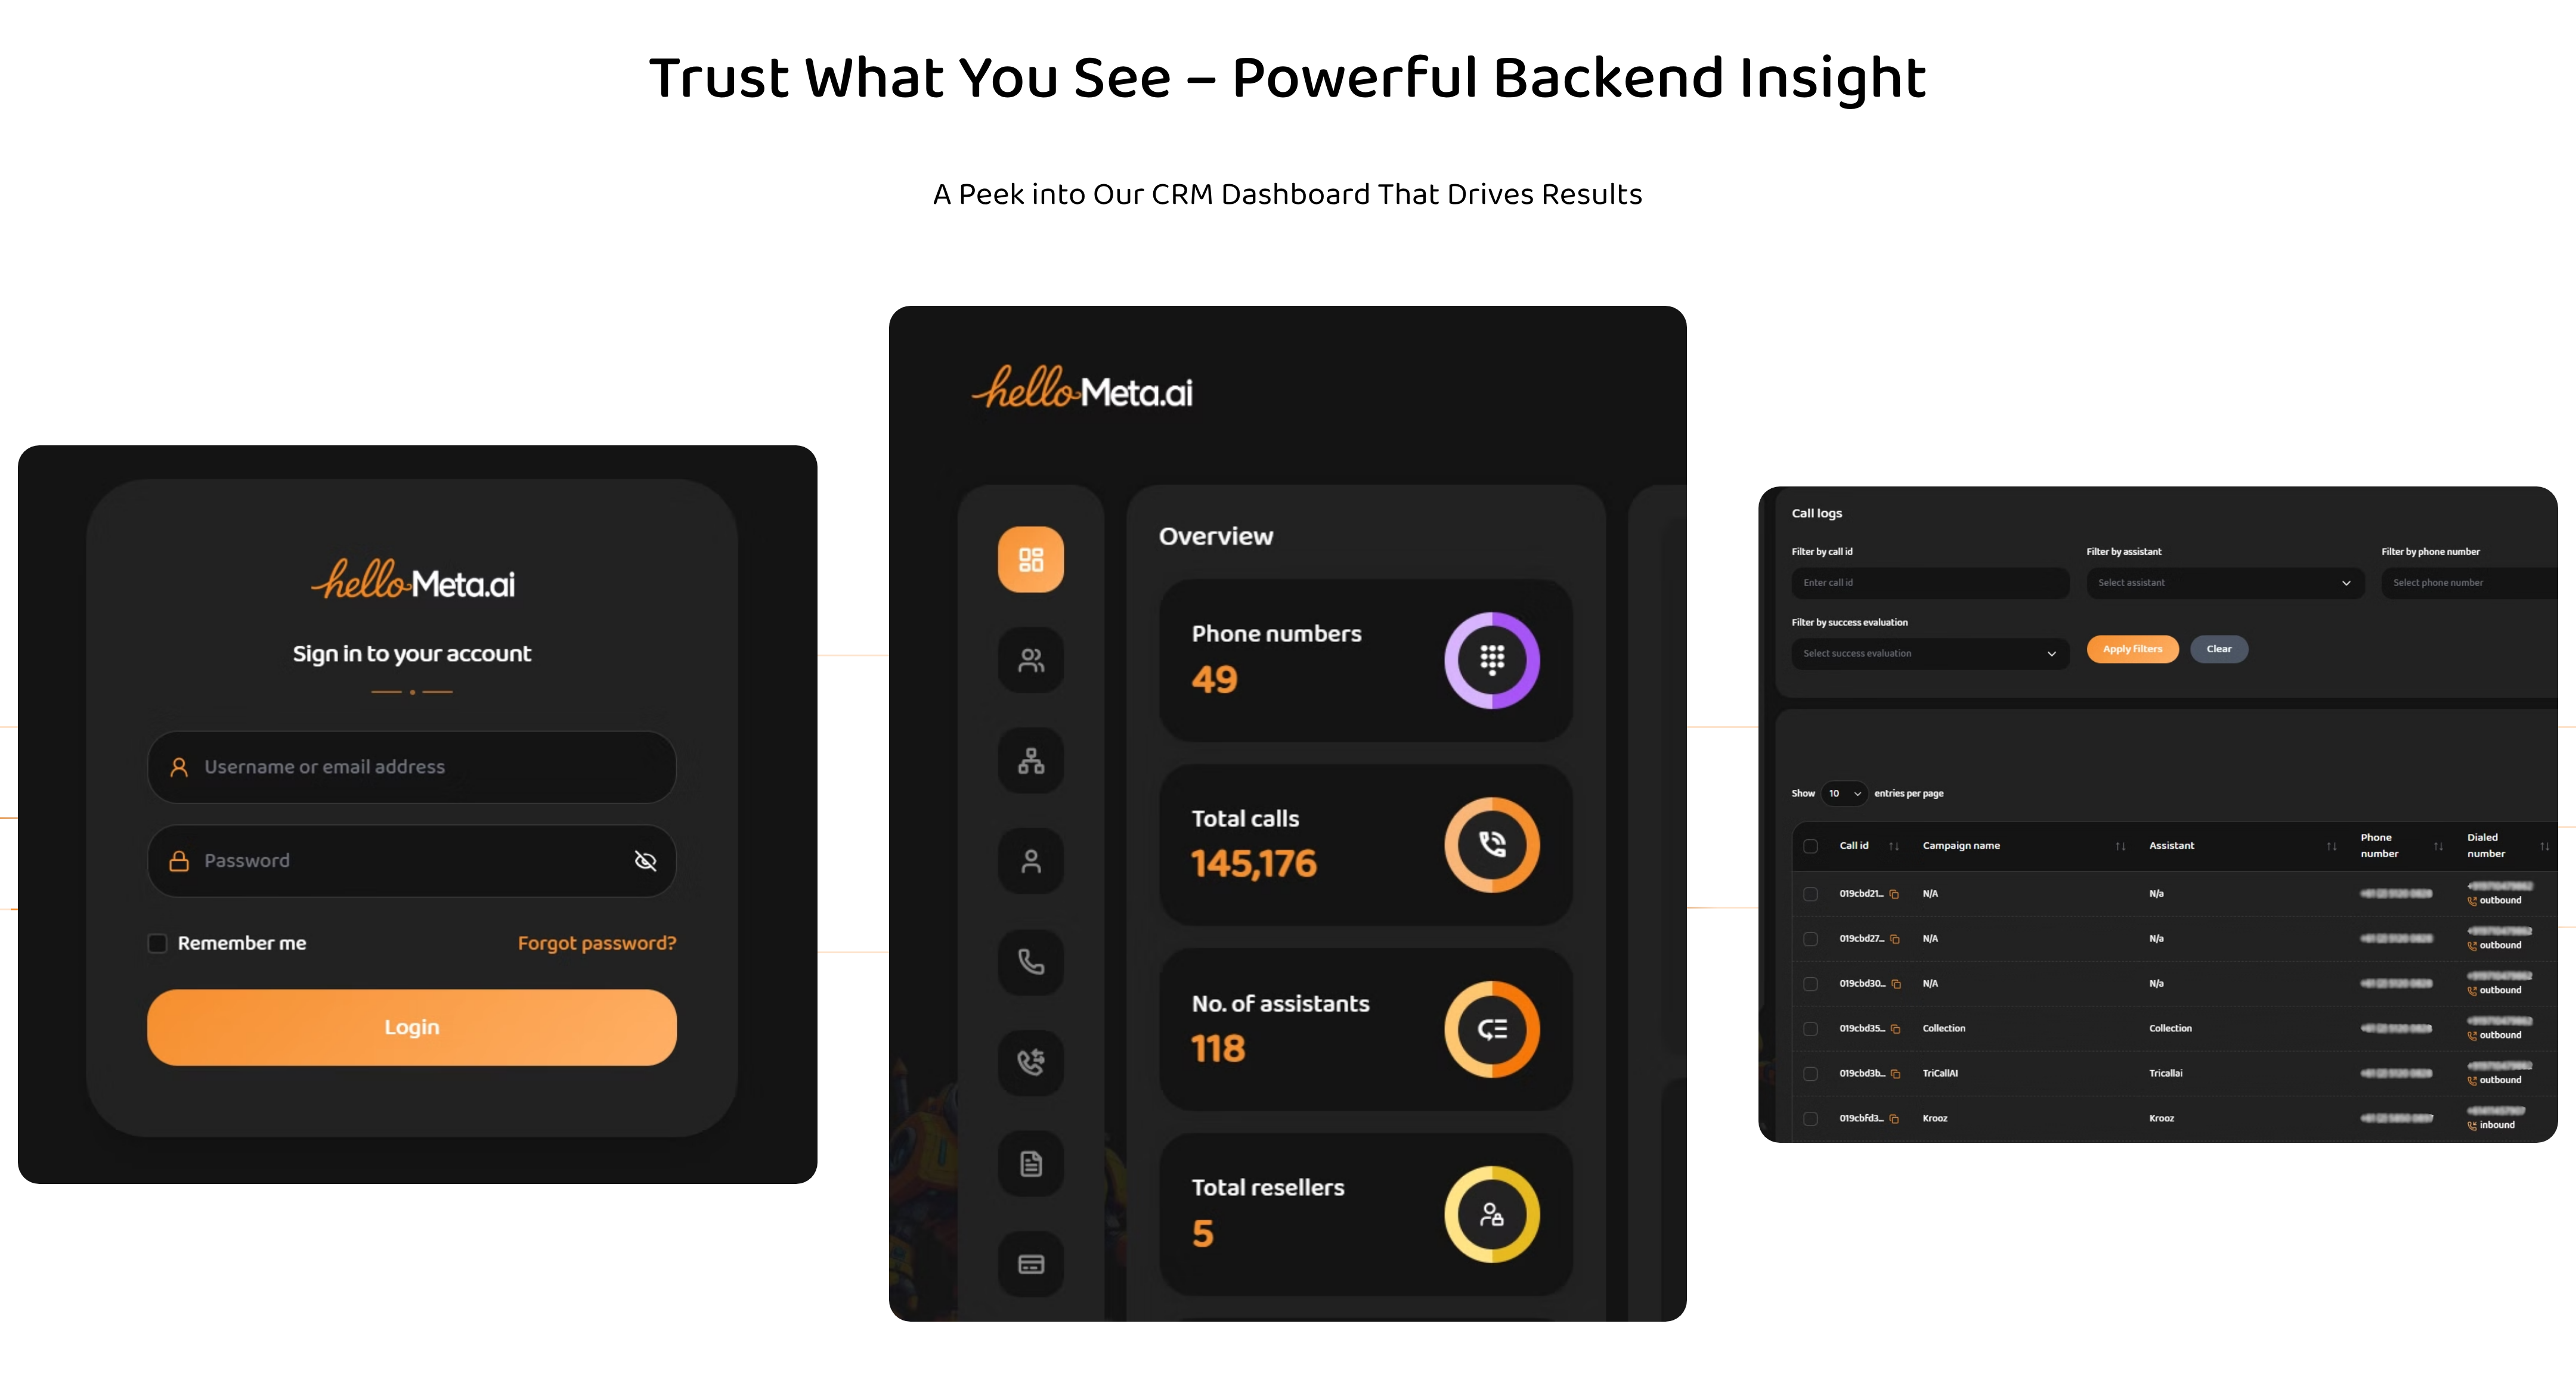 Trust What You See – Powerful Backend Insight
A Peek into Our CRM Dashboard That Drives Results
hello Meta.ai
Sign in to your account
Username or email address
Password
Remember me
Forgot password?
Login
hello Meta.ai
Overview
Phone numbers
49
Total calls
145,176
No. of assistants
118
Total resellers
5
Call logs
Filter by call id
Filter by assistant
Filter by phone number
Enter call id
Select assistant
Select phone number
Filter by success evaluation
Select success evaluation
Apply Filters
Clear
Show 10 entries per page
Call id
Campaign name
Assistant
Phone number
Dialed number
019cbd21... N/A N/a outbound
019cbd27... N/A N/a outbound
019cbd30... N/A N/a outbound
019cbd35... Collection Collection outbound
019cbd3b... TriCallAI Tricallai outbound
019cbfd3... Krooz Krooz inbound